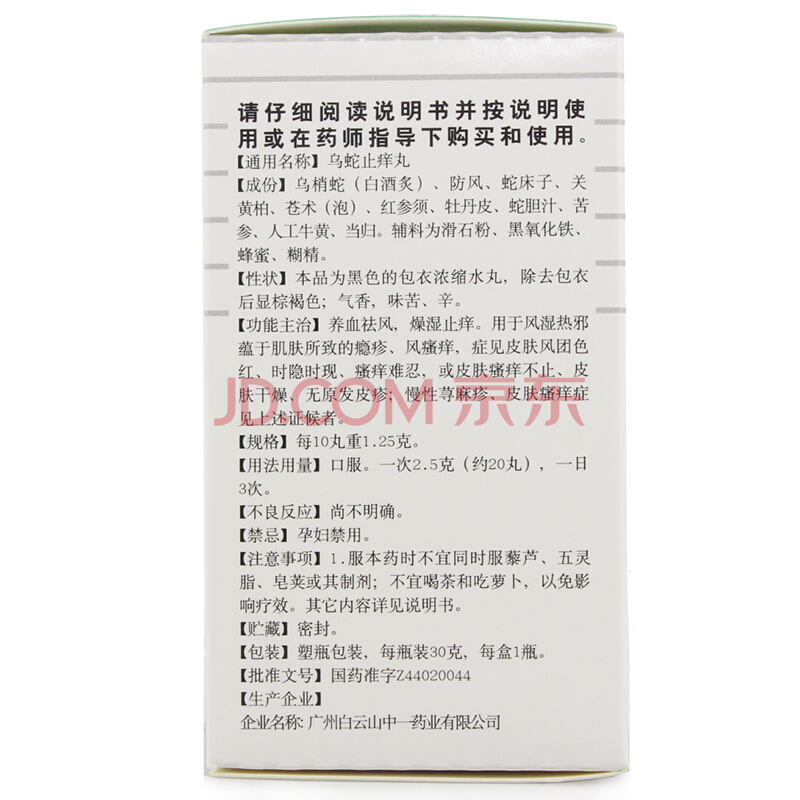 请仔细阅读说明书并按说明使
用或在药师指导下购买和使用。
【通用名称】乌蛇止痒丸
【成份】乌梢蛇（白酒炙）、防风、蛇床子、关
黄柏、苍术（泡）、红参须、牡丹皮、蛇胆汁、苦
参、人工牛黄、当归。辅料为滑石粉、黑氧化铁、
蜂蜜、糊精。
【性状】本品为黑色的包衣浓缩水丸，除去包衣
后显棕褐色；气香，味苦、辛。
【功能主治】养血祛风，燥湿止痒。用于风湿热邪
蕴于肌肤所致的瘾疹、风瘙痒，症见皮肤风团色
红、时隐时现、瘙痒难忍，或皮肤瘙痒不止、皮
肤干燥、无原发皮疹；慢性荨麻疹、皮肤瘙痒症
见上述证候者。
JD.COM 京东
【规格】每10丸重1.25克。
【用法用量】口服。一次2.5克（约20丸），一日
3次。
【不良反应】尚不明确。
【禁忌】孕妇禁用。
【注意事项】1.服本药时不宜同时服藜芦、五灵
脂、皂荚或其制剂；不宜喝茶和吃萝卜，以免影
响疗效。其它内容详见说明书。
【贮藏】密封。
【包装】塑瓶包装，每瓶装30克，每盒1瓶。
【批准文号】国药准字Z44020044
【生产企业】
企业名称：广州白云山中一药业有限公司